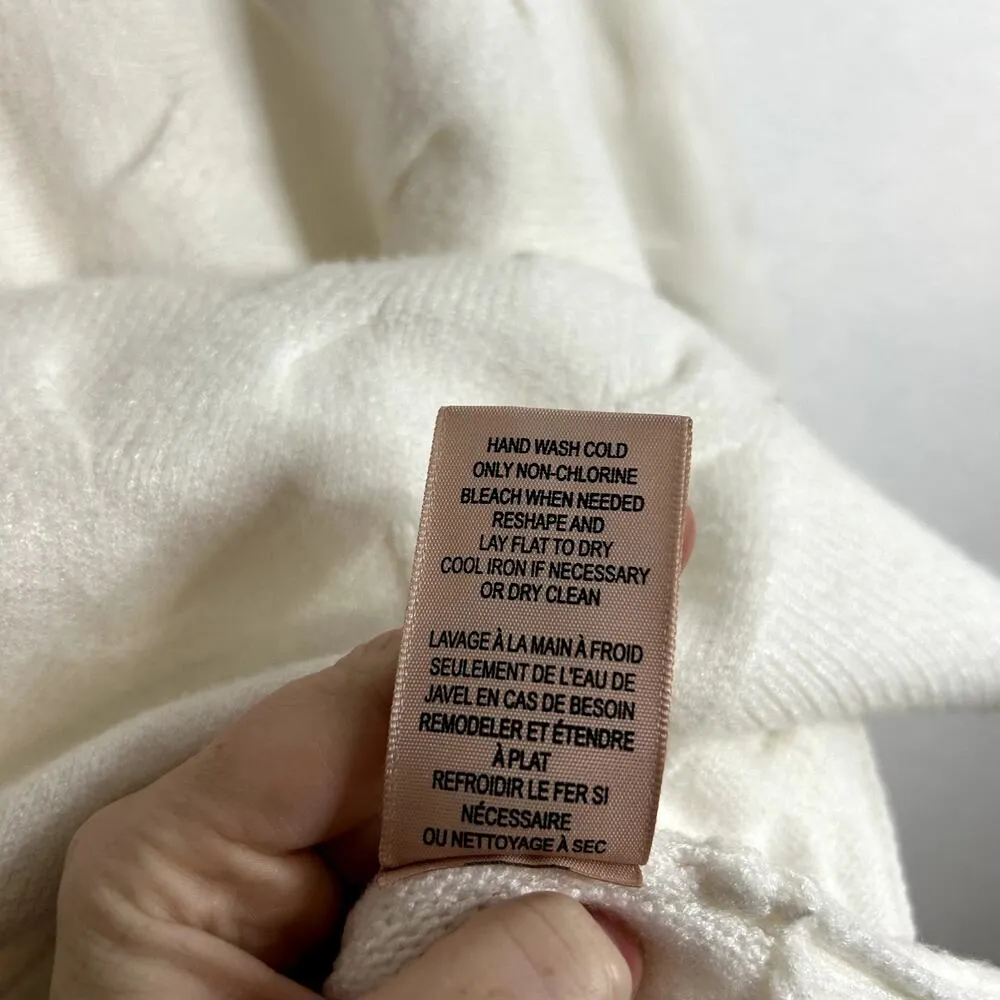 HAND WASH COLD
ONLY NON-CHLORINE
BLEACH WHEN NEEDED
RESHAPE AND
LAY FLAT TO DRY
COOL IRON IF NECESSARY
OR DRY CLEAN
LAVAGE À LA MAIN À FROID
SEULEMENT DE L'EAU DE
JAVEL EN CAS DE BESOIN
REMODELER ET ÉTENDRE
À PLAT
REFROIDIR LE FER SI
NÉCESSAIRE
OU NETTOYAGE À SEC